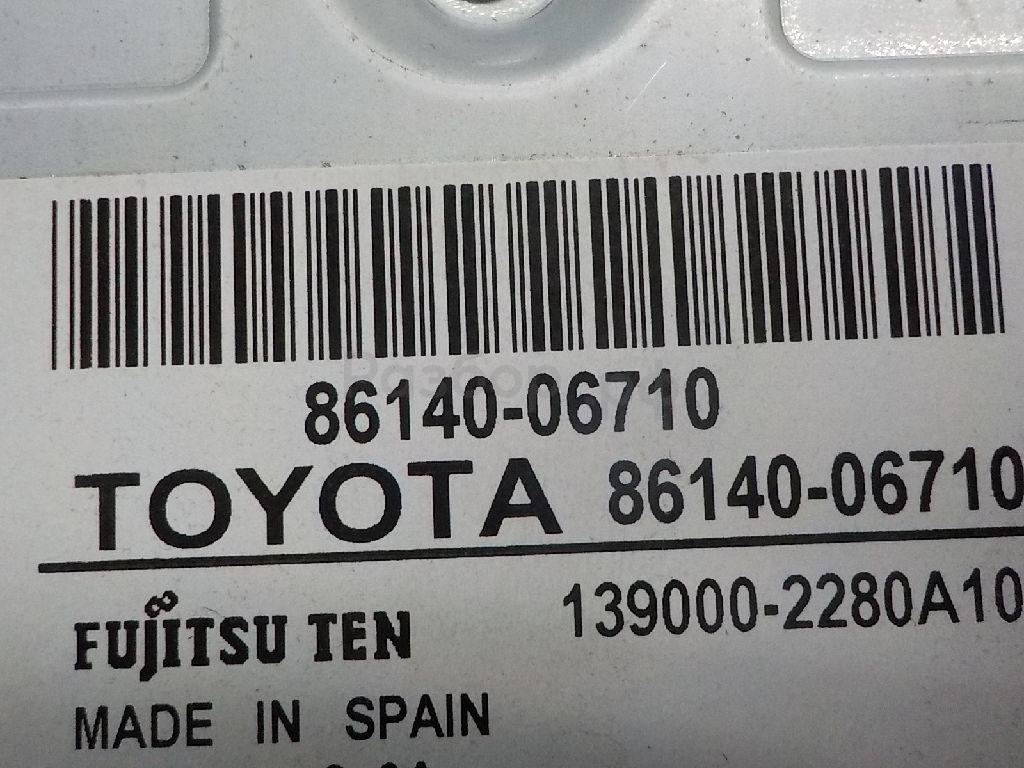 86140-06710
TOYOTA 86140-06710
FUJITSU TEN 139000-2280A10
MADE IN SPAIN